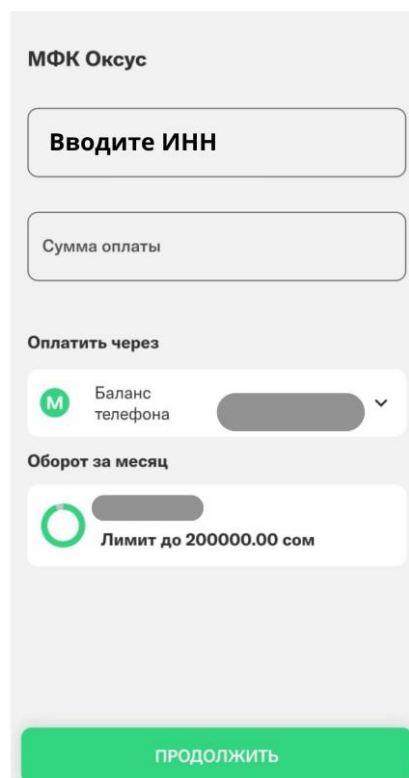 МФК Оксус
Вводите ИНН
Сумма оплаты
Оплатить через
М
Баланс
телефона
Оборот за месяц
Лимит до 200000.00 сом
ПРОДОЛЖИТЬ